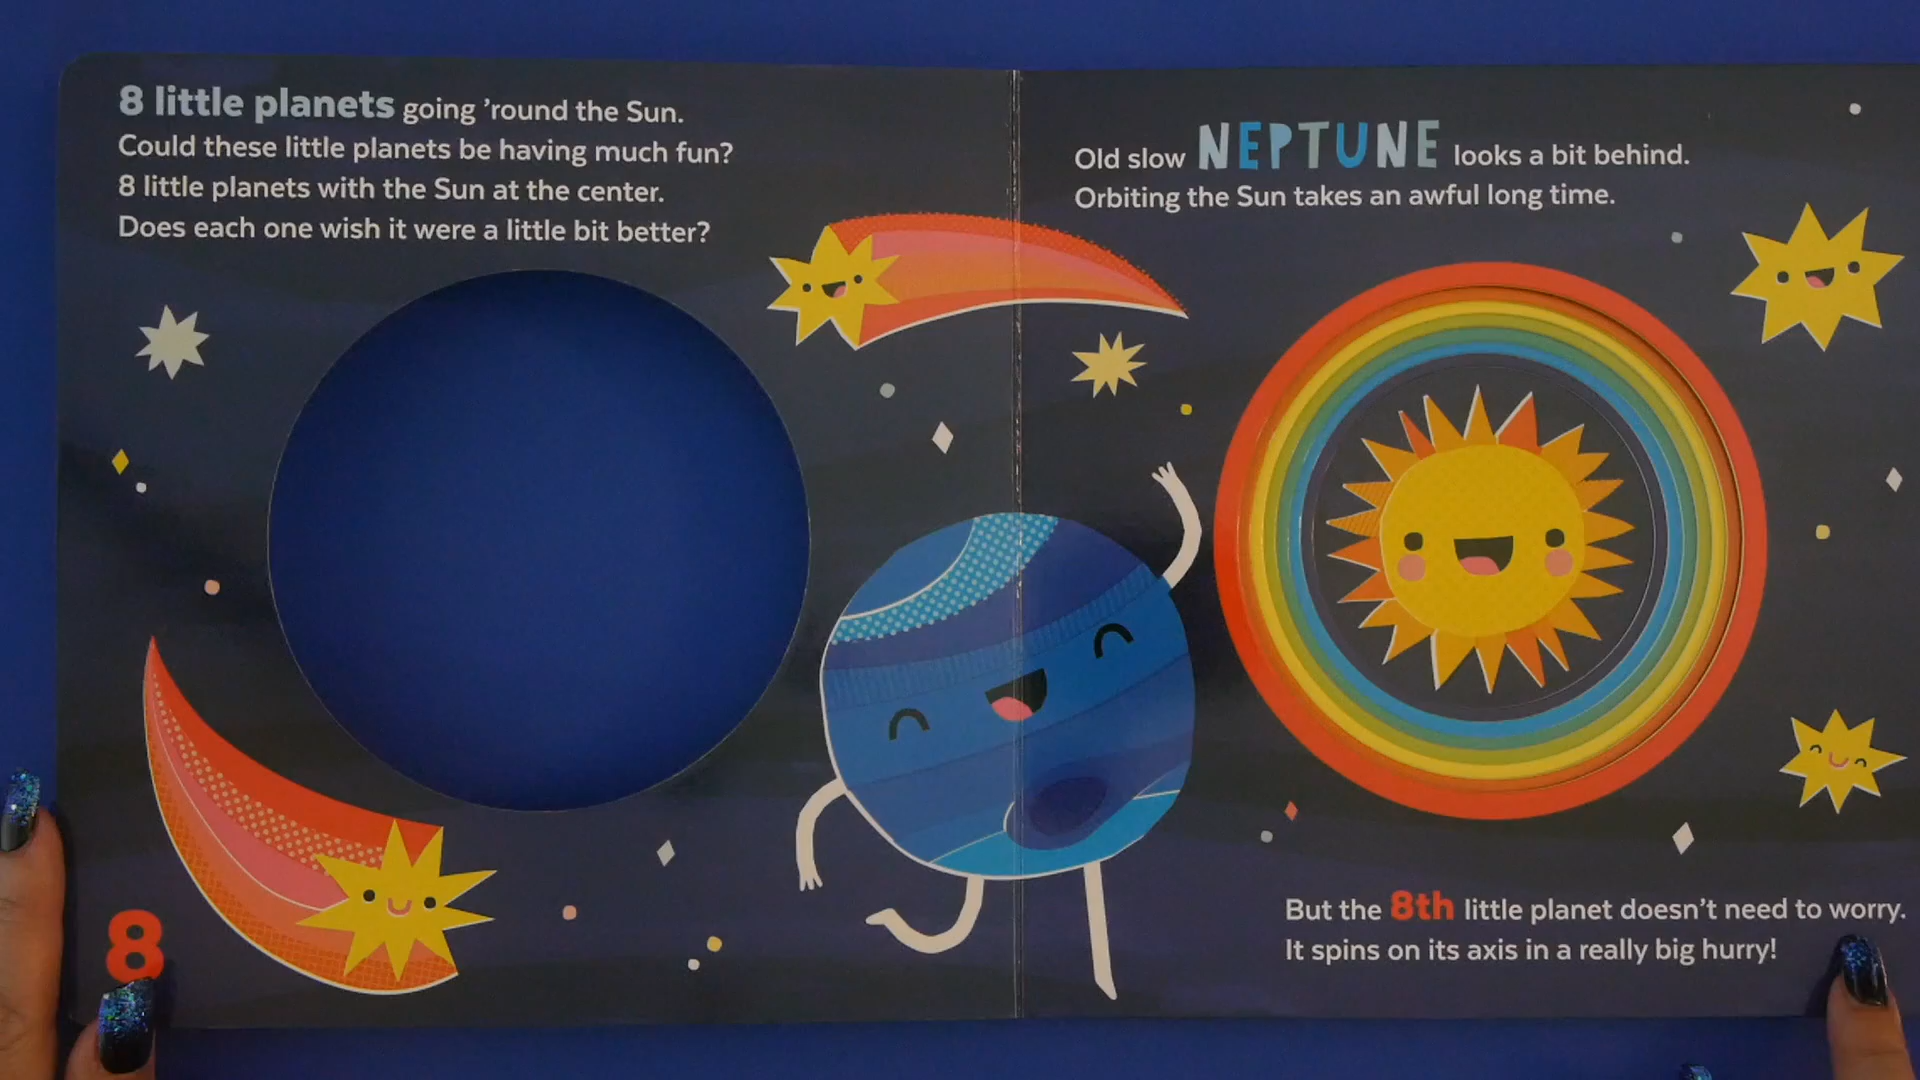 8 little planets going ’round the Sun.
Could these little planets be having much fun?
8 little planets with the Sun at the center.
Does each one wish it were a little bit better?
8
Old slow NEPTUNE looks a bit behind.
Orbiting the Sun takes an awful long time.
But the 8th little planet doesn’t need to worry.
It spins on its axis in a really big hurry!